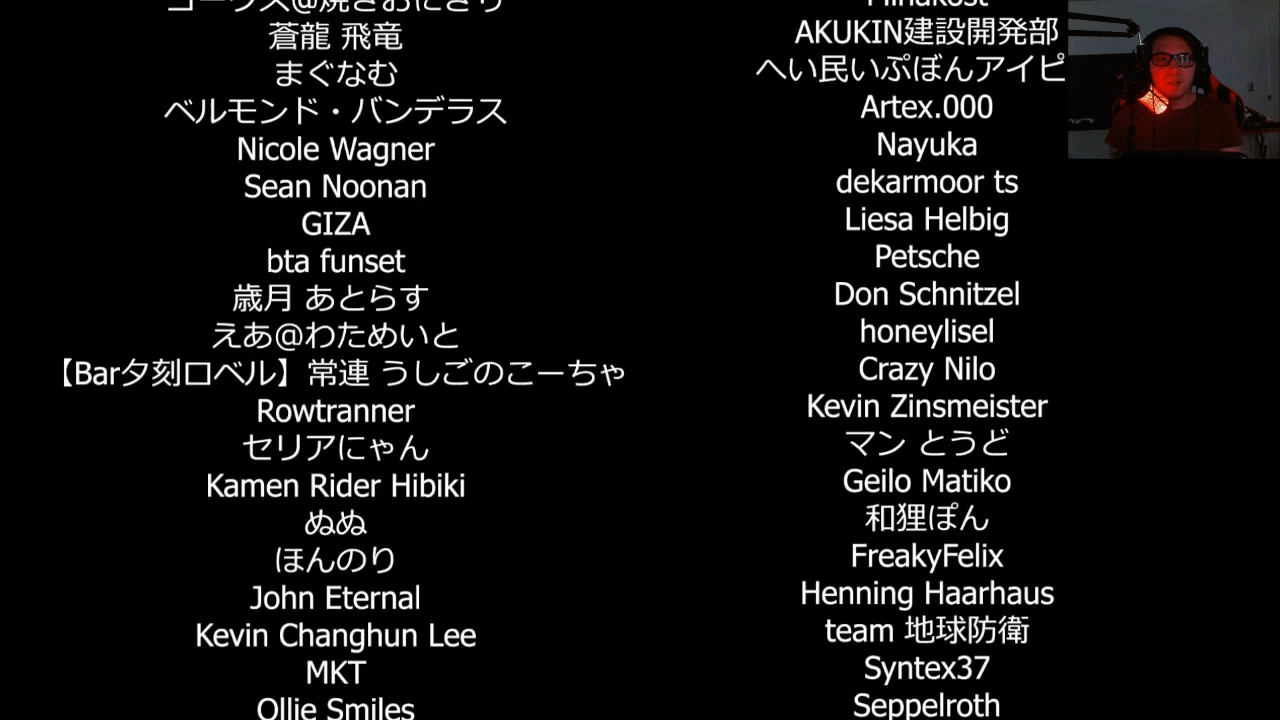 蒼龍 飛竜
まぐなむ
ベルモンド・バンデラス
Nicole Wagner
Sean Noonan
GIZA
bta funset
歳月 あとらす
えあ@わためいと
【Bar夕刻ロベル】常連 うしごのこーちゃ
Rowtranner
セリアにゃん
Kamen Rider Hibiki
ぬぬ
ほんのり
John Eternal
Kevin Changhun Lee
MKT
Ollie Smiles
AKUKIN建設開発部
へい民いぷぼんアイピ
Artex.000
Nayuka
dekarmoor ts
Liesa Helbig
Petsche
Don Schnitzel
honeylisel
Crazy Nilo
Kevin Zinsmeister
マン とうど
Geilo Matiko
和狸ぽん
FreakyFelix
Henning Haarhaus
team 地球防衛
Syntex37
Seppelroth